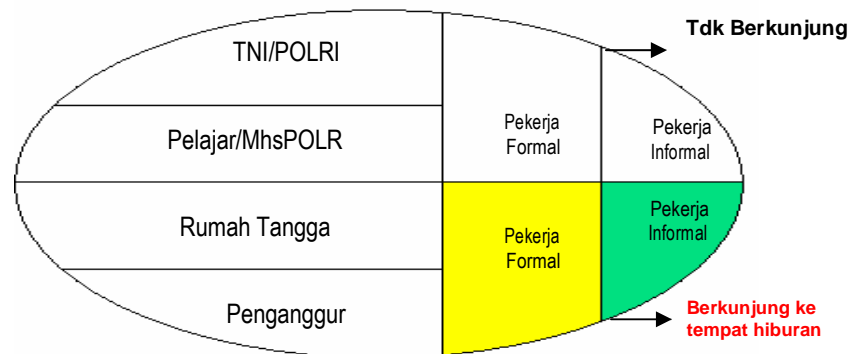 TNI/POLRI
Tdk Berkunjung
Pelajar/MhsPOLR
Pekerja
Formal
Pekerja
Informal
Rumah Tangga
Pekerja
Formal
Pekerja
Informal
Penganggur
Berkunjung ke
tempat hiburan